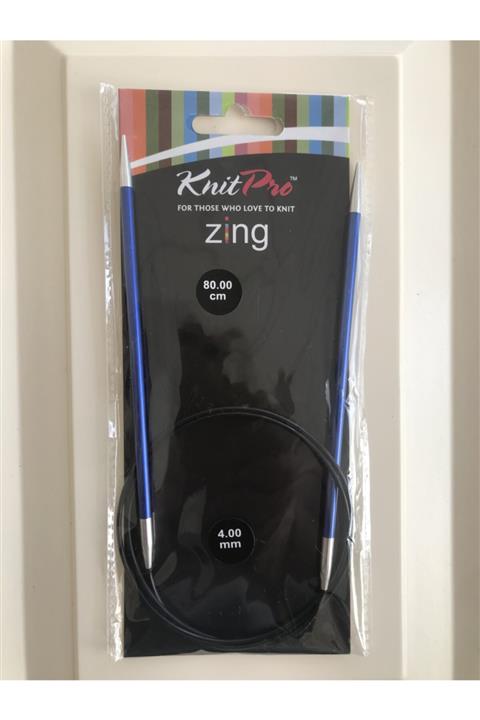 KnitPro™
FOR THOSE WHO LOVE TO KNIT
zing
80.00
cm
4.00
mm